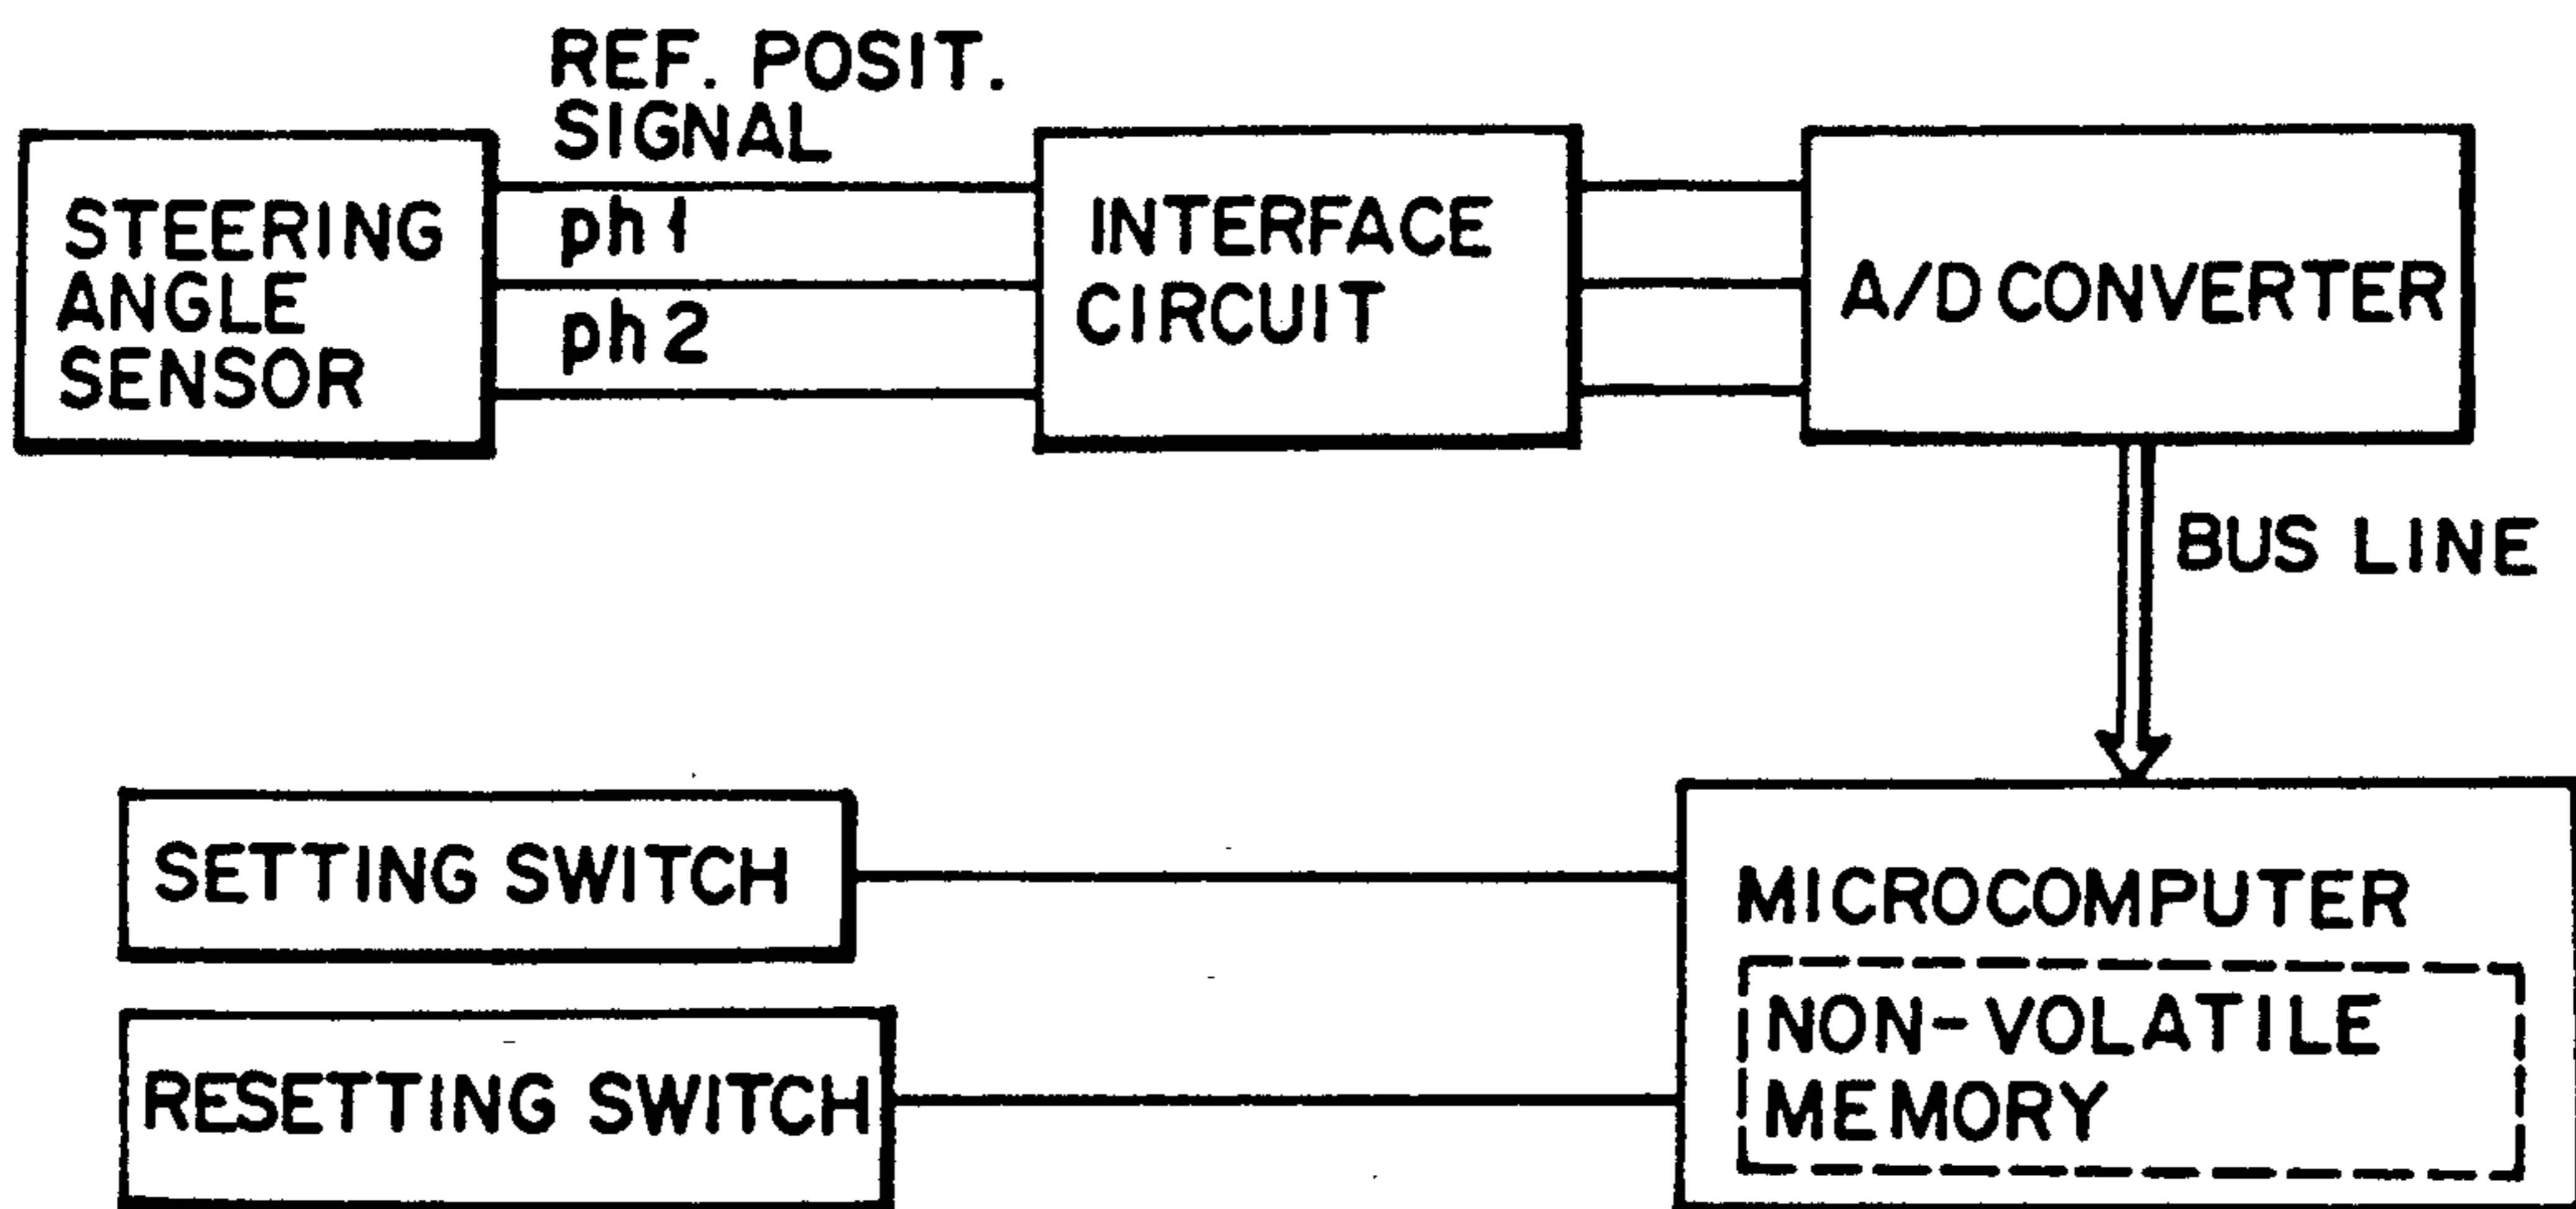 REF. POSIT.
SIGNAL
STEERING
ANGLE
SENSOR
ph1
ph2
INTERFACE
CIRCUIT
A/D CONVERTER
BUS LINE
SETTING SWITCH
RESETTING SWITCH
MICROCOMPUTER
NON-VOLATILE
MEMORY